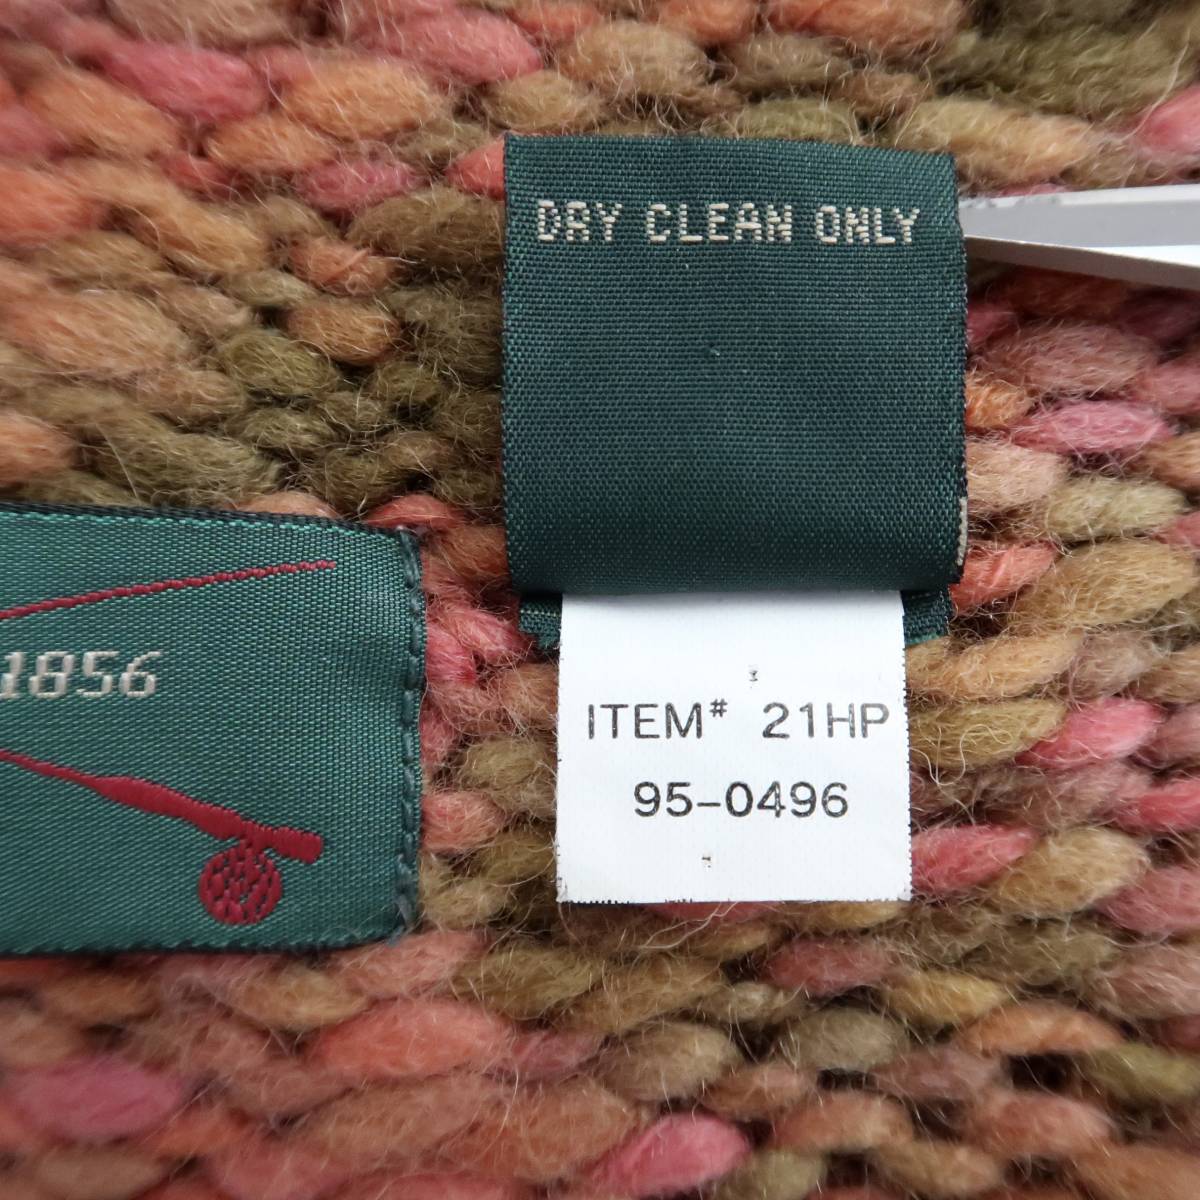 DRY CLEAN ONLY
1856
ITEM# 21HP
95-0496